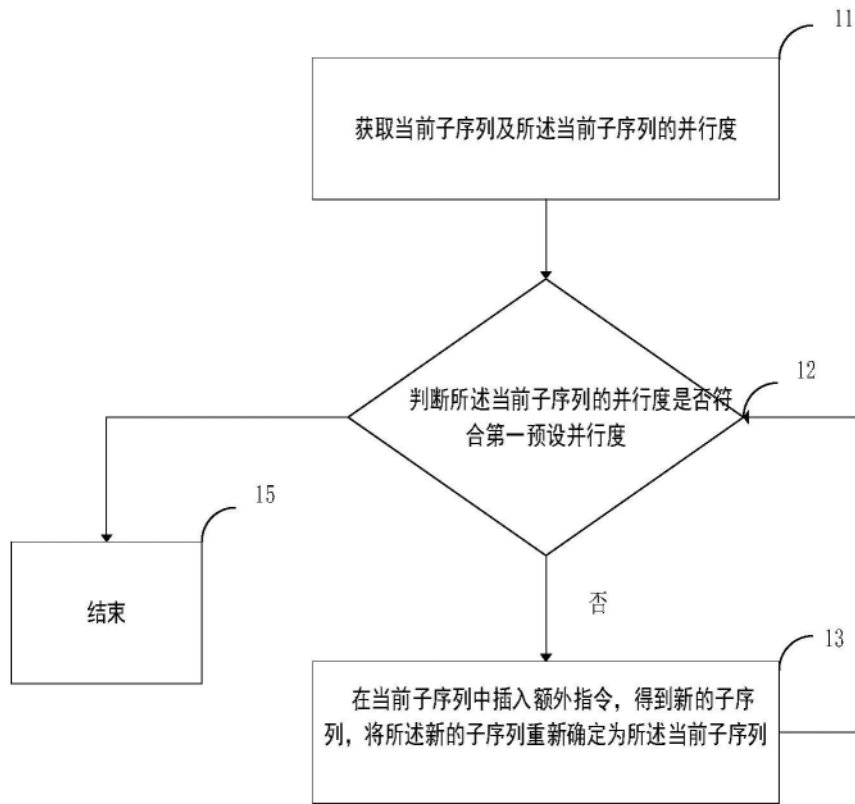 11
获取当前子序列及所述当前子序列的并行度
12
判断所述当前子序列的并行度是否符
合第一预设并行度
15
结束
否
13
在当前子序列中插入额外指令，得到新的子序
列，将所述新的子序列重新确定为所述当前子序列